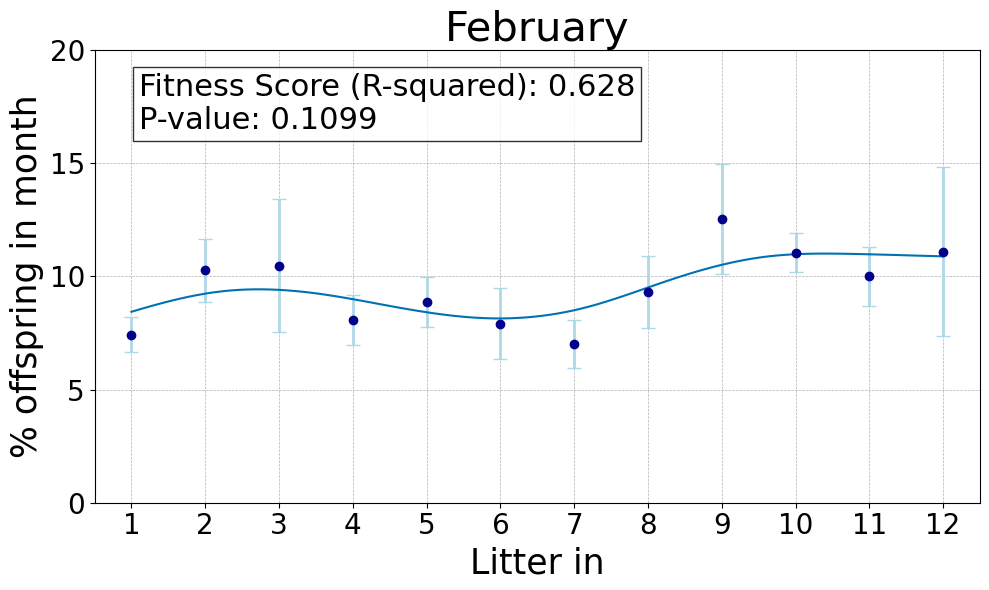 February
Fitness Score (R-squared): 0.628
P-value: 0.1099
% offspring in month
20
15
10
5
0
1 2 3 4 5 6 7 8 9 10 11 12
Litter in